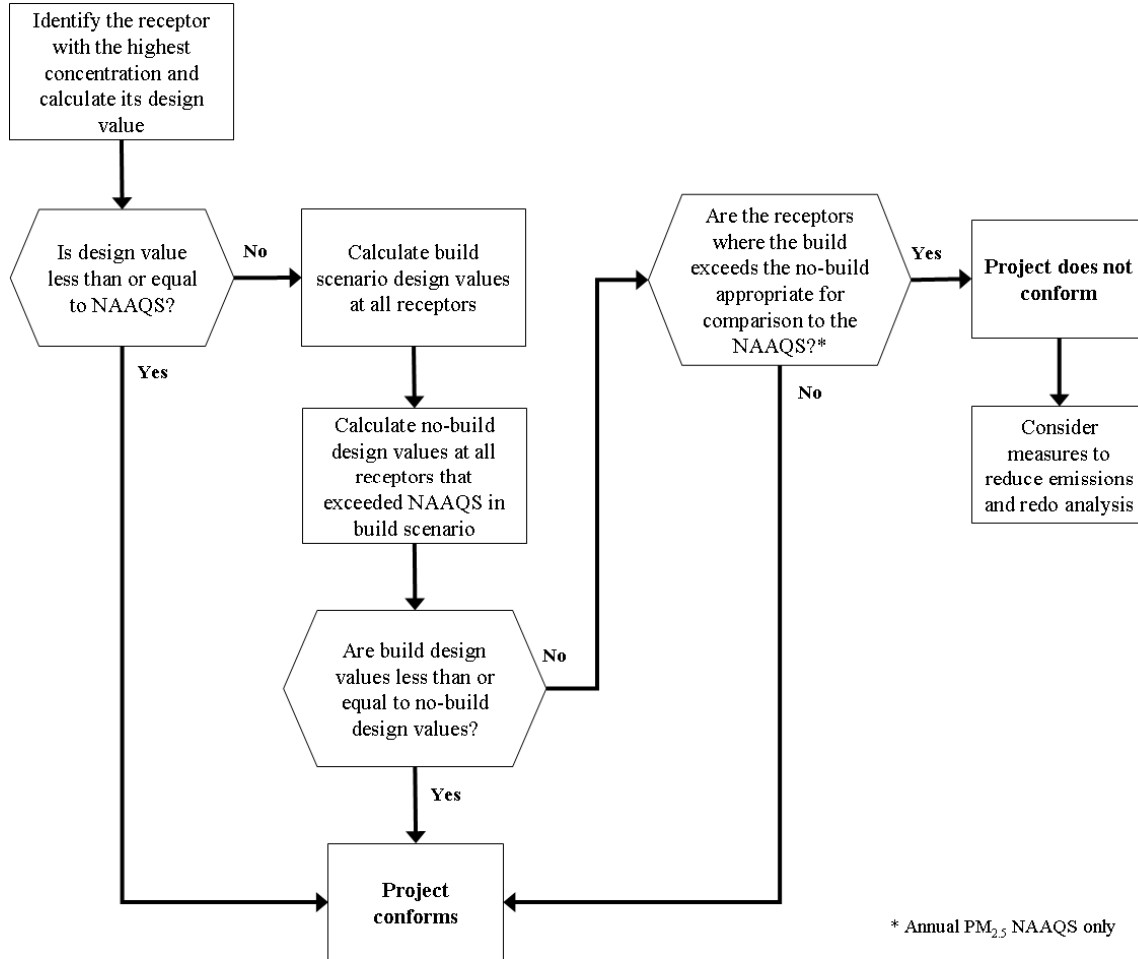 Identify the receptor
with the highest
concentration and
calculate its design
value
Is design value
less than or equal
to NAAQS?
No
Yes
Calculate build
scenario design values
at all receptors
Calculate no-build
design values at all
receptors that
exceeded NAAQS in
build scenario
Are build design
values less than or
equal to no-build
design values?
No
Yes
Are the receptors
where the build
exceeds the no-build
appropriate for
comparison to the
NAAQS?*
Yes
No
Project does not
conform
Consider
measures to
reduce emissions
and redo analysis
Project
conforms
* Annual PM2.5 NAAQS only